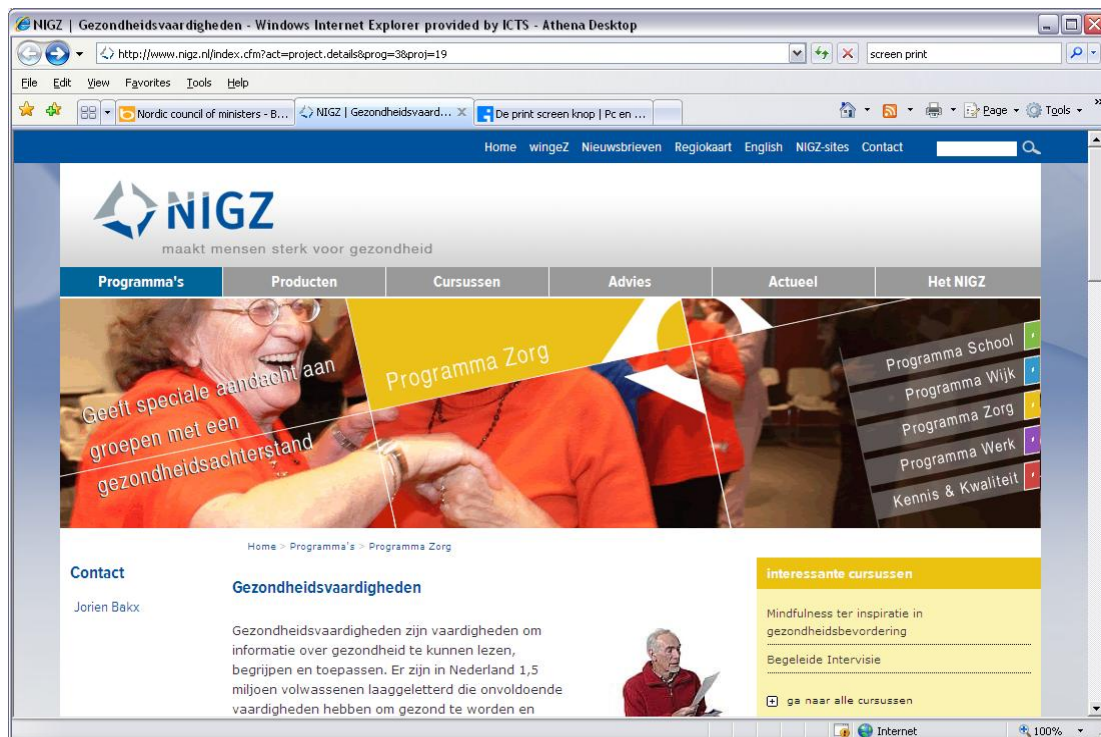 NIGZ | Gezondheidsvaardigheden - Windows Internet Explorer provided by ICTS - Athena Desktop
http://www.nigz.nl/index.cfm?act=project.details&prog=3&proj=19
screen print
File Edit View Favorites Tools Help
Nordic council of ministers - B... NIGZ | Gezondheidsvaard... De print screen knop | Pc en ... Page Tools
Home wingeZ Nieuwsbrieven Regiokaart English NIGZ-sites Contact
NIGZ
maakt mensen sterk voor gezondheid
Programma's Producten Cursussen Advies Actueel Het NIGZ
Geeft speciale aandacht aan
groepen met een
gezondheidsachterstand
Programma Zorg
Programma School
Programma Wijk
Programma Zorg
Programma Werk
Kennis & Kwaliteit
Home > Programma's > Programma Zorg
Contact
Jorien Bakx
Gezondheidsvaardigheden
Gezondheidsvaardigheden zijn vaardigheden om
informatie over gezondheid te kunnen lezen,
begrijpen en toepassen. Er zijn in Nederland 1,5
miljoen volwassenen laaggeletterd die onvoldoende
vaardigheden hebben om gezond te worden en
interessante cursussen
Mindfulness ter inspiratie in
gezondheidsbevordering
Begeleide Intervisie
ga naar alle cursussen
Internet 100%